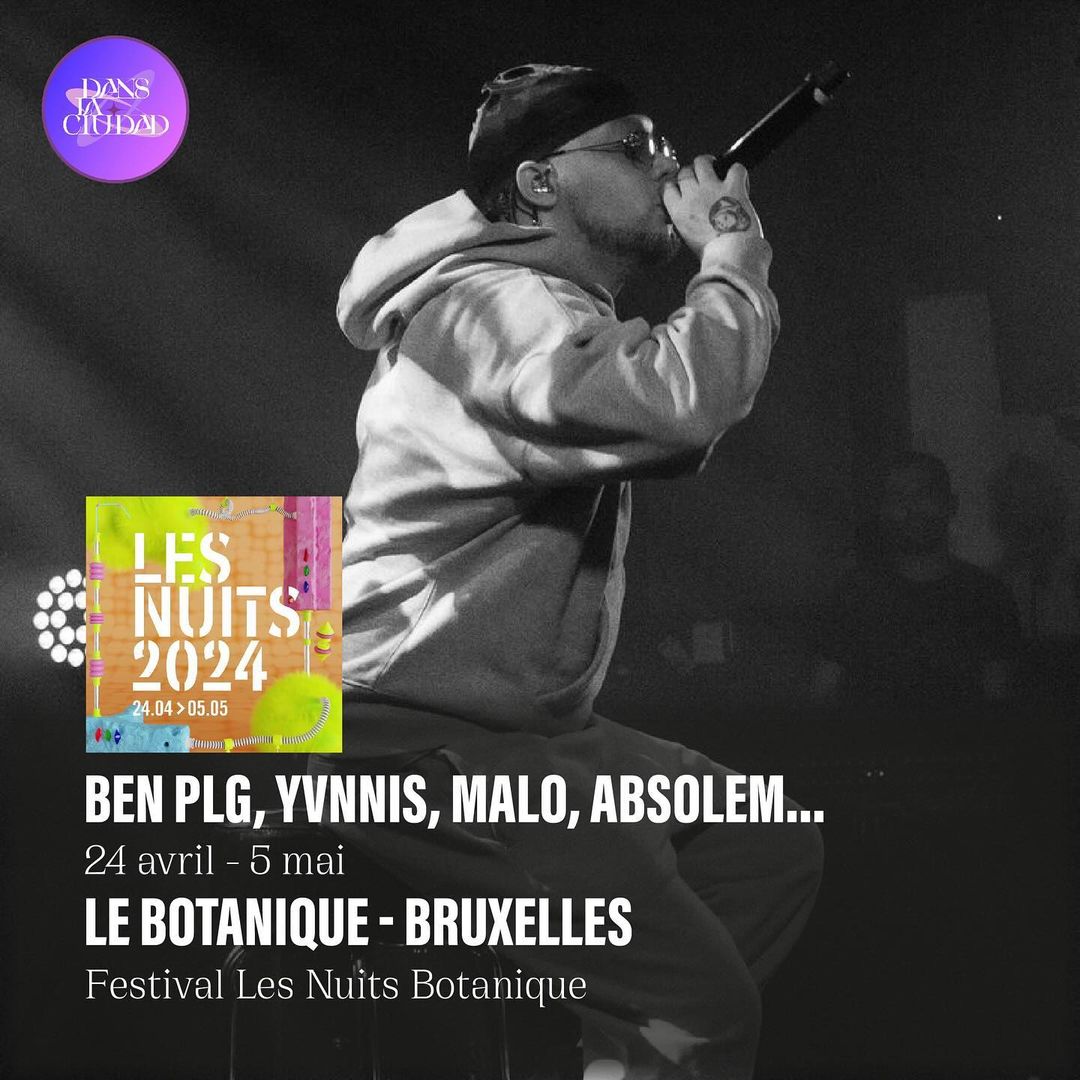 DANS
LA
CIUDAD
LES
NUITS
2024
24.04 > 05.05
BEN PLG, YVNNIS, MALO, ABSOLEM...
24 avril - 5 mai
LE BOTANIQUE - BRUXELLES
Festival Les Nuits Botanique